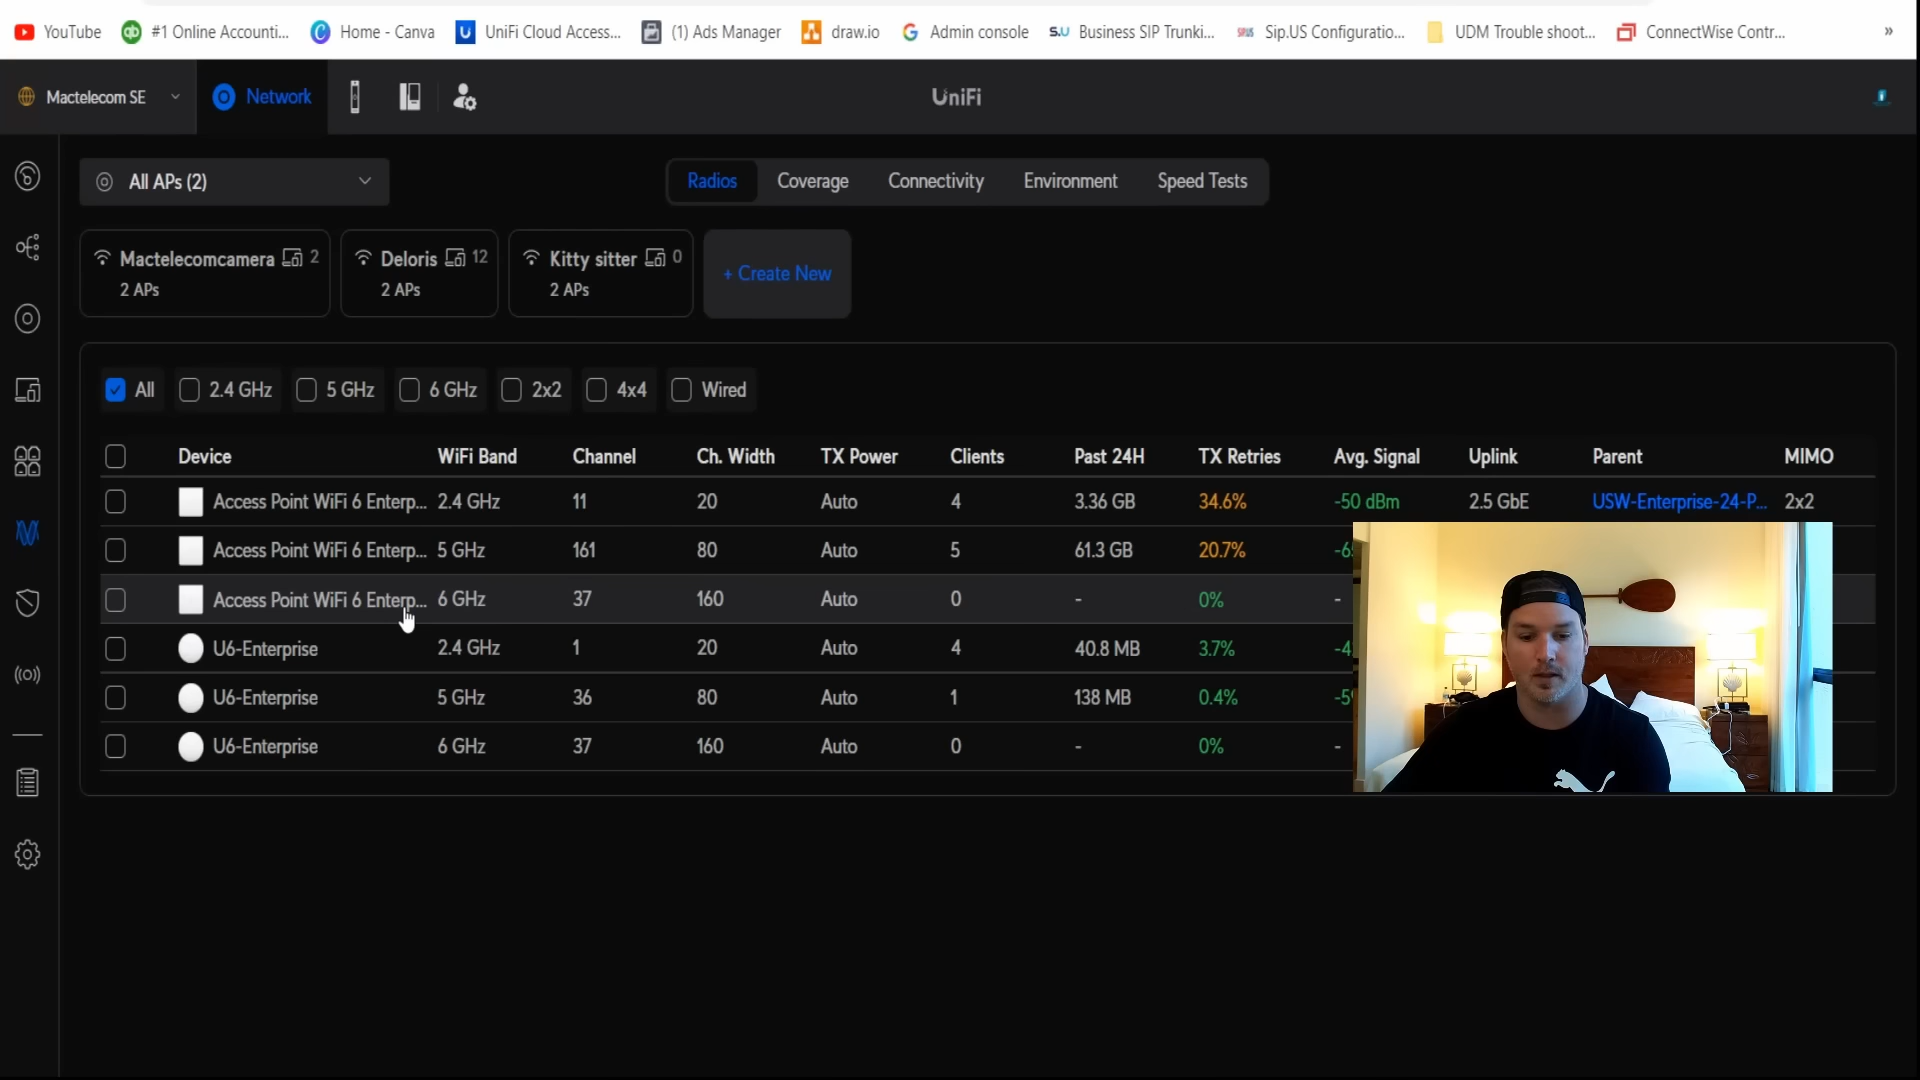 YouTube #1 Online Accounti... Home - Canva UniFi Cloud Access... (1) Ads Manager draw.io Admin console S.U Business SIP Trunki... Sip.US Configuratio... UDM Trouble shoot... ConnectWise Contr... »
Mactelecom SE Network UniFi
All APs (2) Radios Coverage Connectivity Environment Speed Tests
Mactelecomcamera 2 Deloris 12 Kitty sitter 0
+ Create New
2 APs 2 APs 2 APs
All 2.4 GHz 5 GHz 6 GHz 2x2 4x4 Wired
Device WiFi Band Channel Ch. Width TX Power Clients Past 24H TX Retries Avg. Signal Uplink Parent MIMO
Access Point WiFi 6 Enterp... 2.4 GHz 11 20 Auto 4 3.36 GB 34.6% -50 dBm 2.5 GbE USW-Enterprise-24-P... 2x2
Access Point WiFi 6 Enterp... 5 GHz 161 80 Auto 5 61.3 GB 20.7%
Access Point WiFi 6 Enterp... 6 GHz 37 160 Auto 0 - 0% -
U6-Enterprise 2.4 GHz 1 20 Auto 4 40.8 MB 3.7%
U6-Enterprise 5 GHz 36 80 Auto 1 138 MB 0.4%
U6-Enterprise 6 GHz 37 160 Auto 0 - 0% -